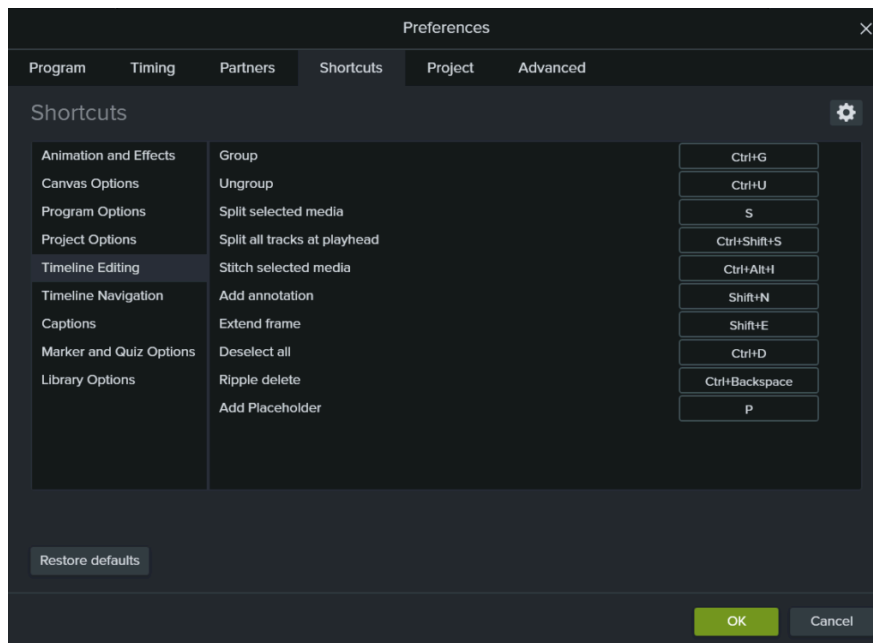 Preferences
Program Timing Partners Shortcuts Project Advanced
Shortcuts
Animation and Effects
Canvas Options
Program Options
Project Options
Timeline Editing
Timeline Navigation
Captions
Marker and Quiz Options
Library Options
Group Ctrl+G
Ungroup Ctrl+U
Split selected media S
Split all tracks at playhead Ctrl+Shift+S
Stitch selected media Ctrl+Alt+I
Add annotation Shift+N
Extend frame Shift+E
Deselect all Ctrl+D
Ripple delete Ctrl+Backspace
Add Placeholder P
Restore defaults
OK Cancel